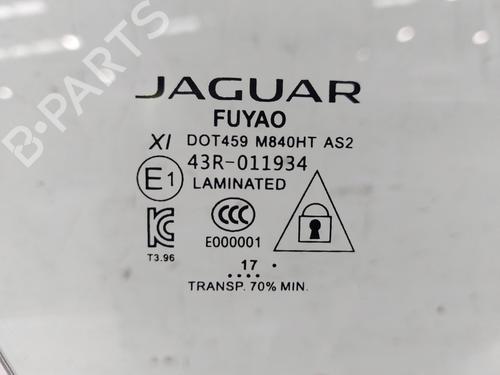 B-PARTS
JAGUAR
FUYAO
XI DOT459 M840HT AS2
43R-011934
E1 LAMINATED
CCC
KC E000001
T3.96
17
TRANSP. 70% MIN.